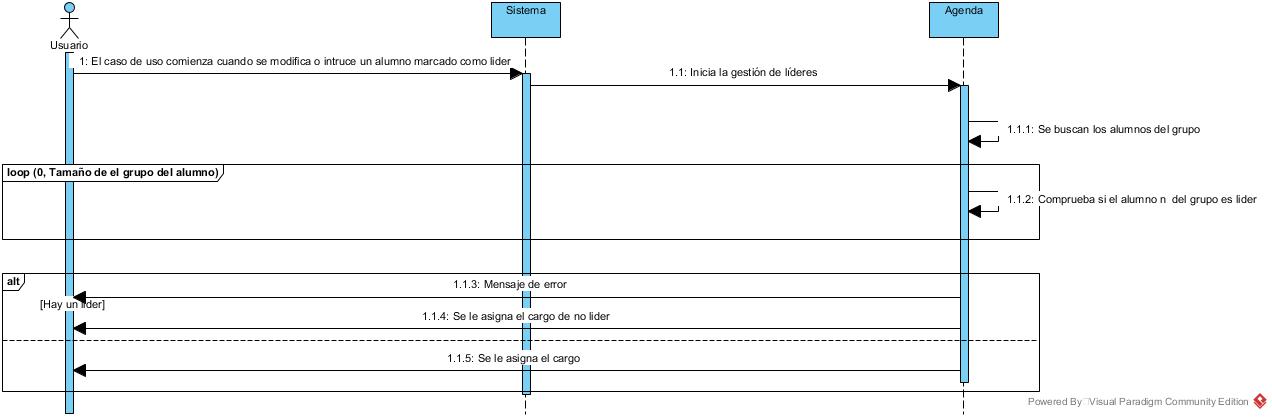 Sistema
Agenda
Usuario
1: El caso de uso comienza cuando se modifica o intruce un alumno marcado como lider
1.1: Inicia la gestión de líderes
1.1.1: Se buscan los alumnos del grupo
loop (0, Tamaño de el grupo del alumno)
1.1.2: Comprueba si el alumno n del grupo es lider
alt
1.1.3: Mensaje de error
[Hay un lider]
1.1.4: Se le asigna el cargo de no lider
1.1.5: Se le asigna el cargo
Powered By Visual Paradigm Community Edition